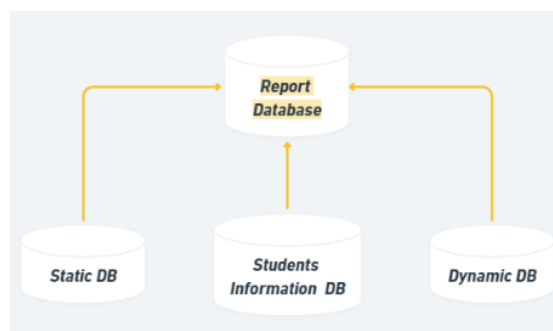 Report
Database
Static DB
Students
Information DB
Dynamic DB